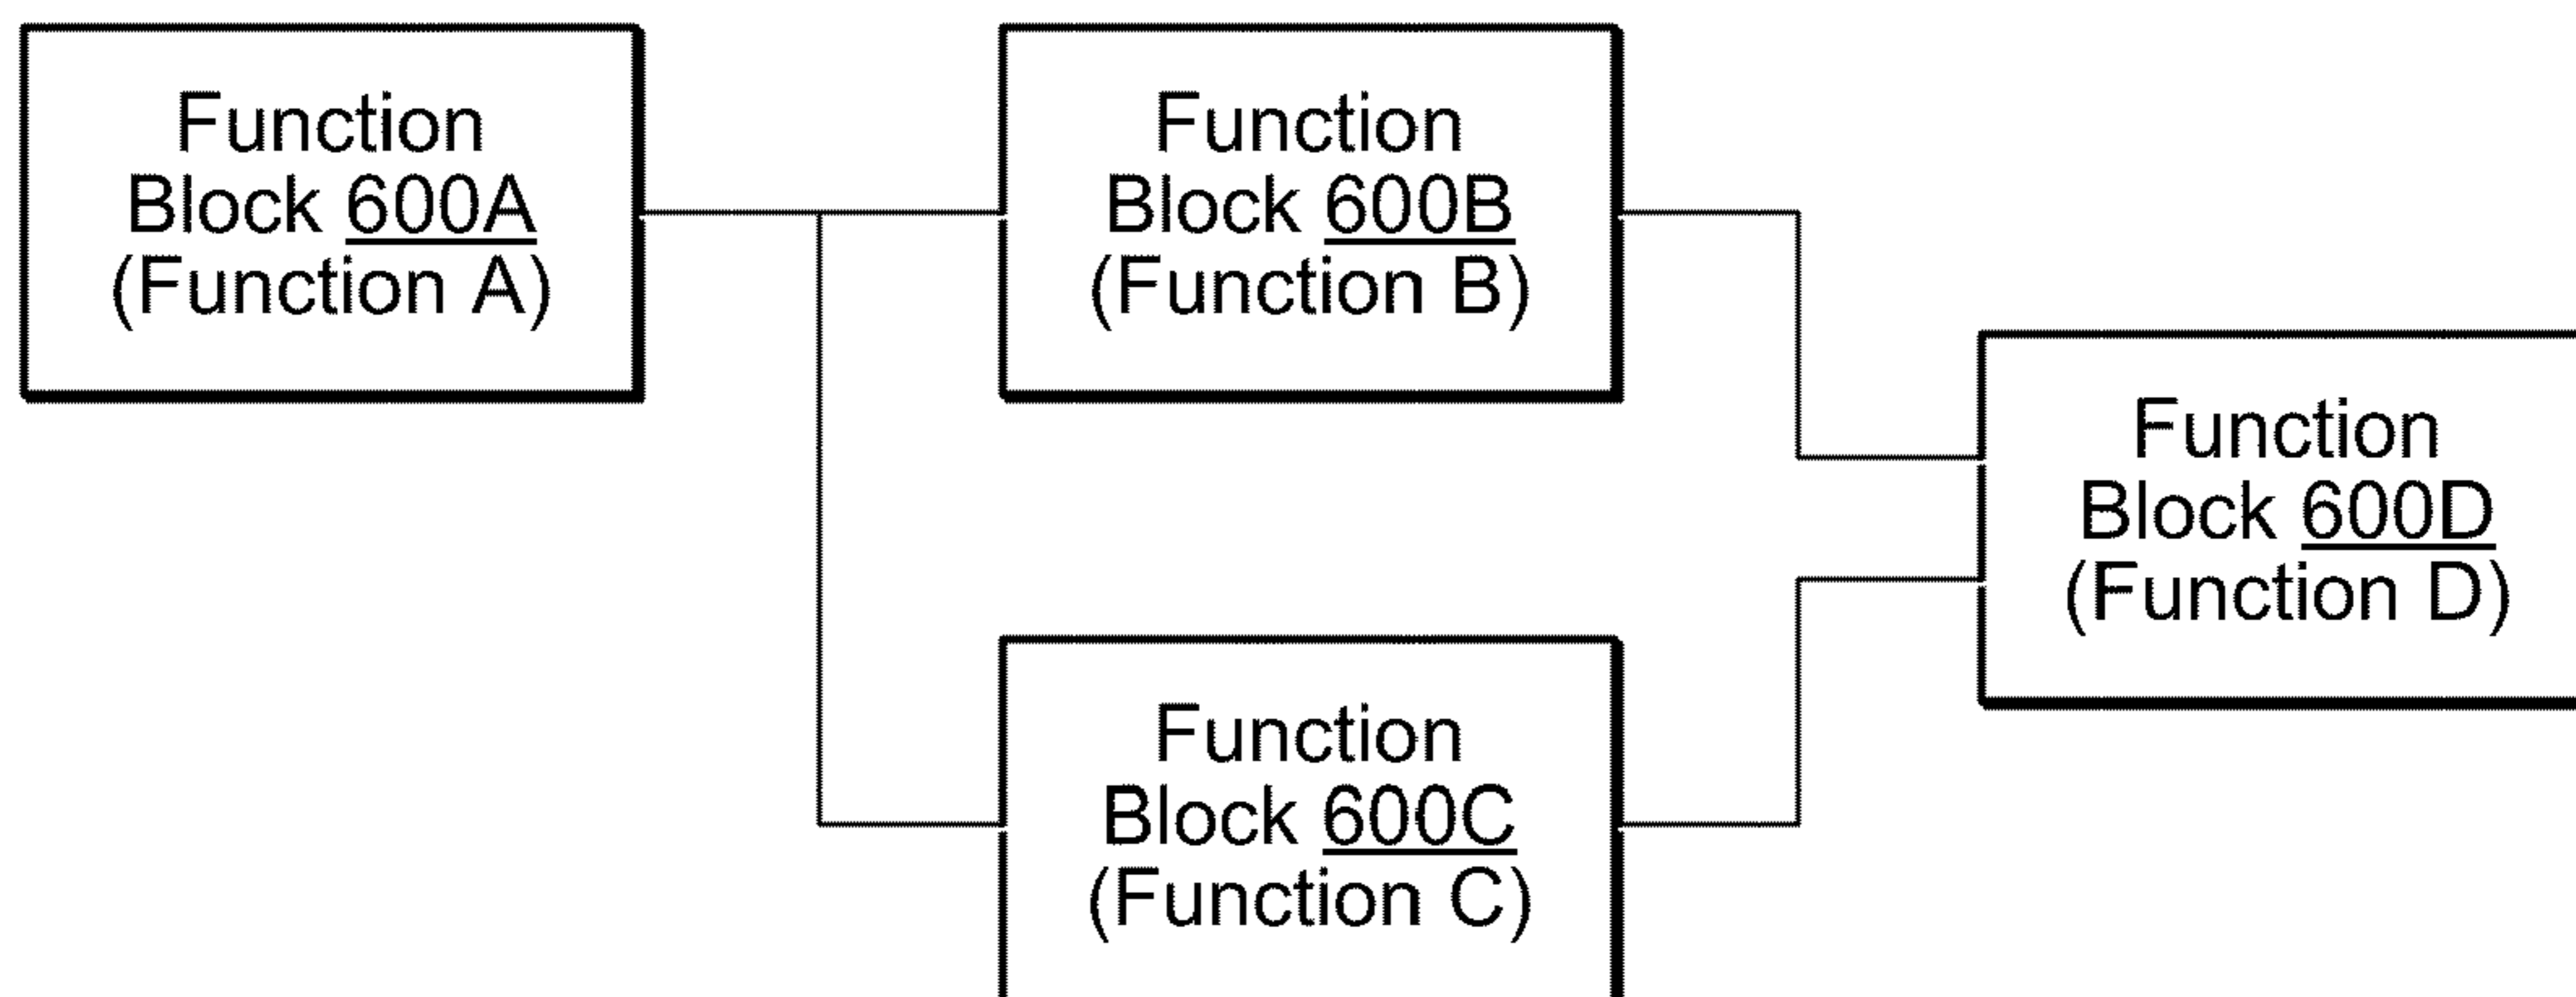 Function
Block 600A
(Function A)
Function
Block 600B
(Function B)
Function
Block 600D
(Function D)
Function
Block 600C
(Function C)